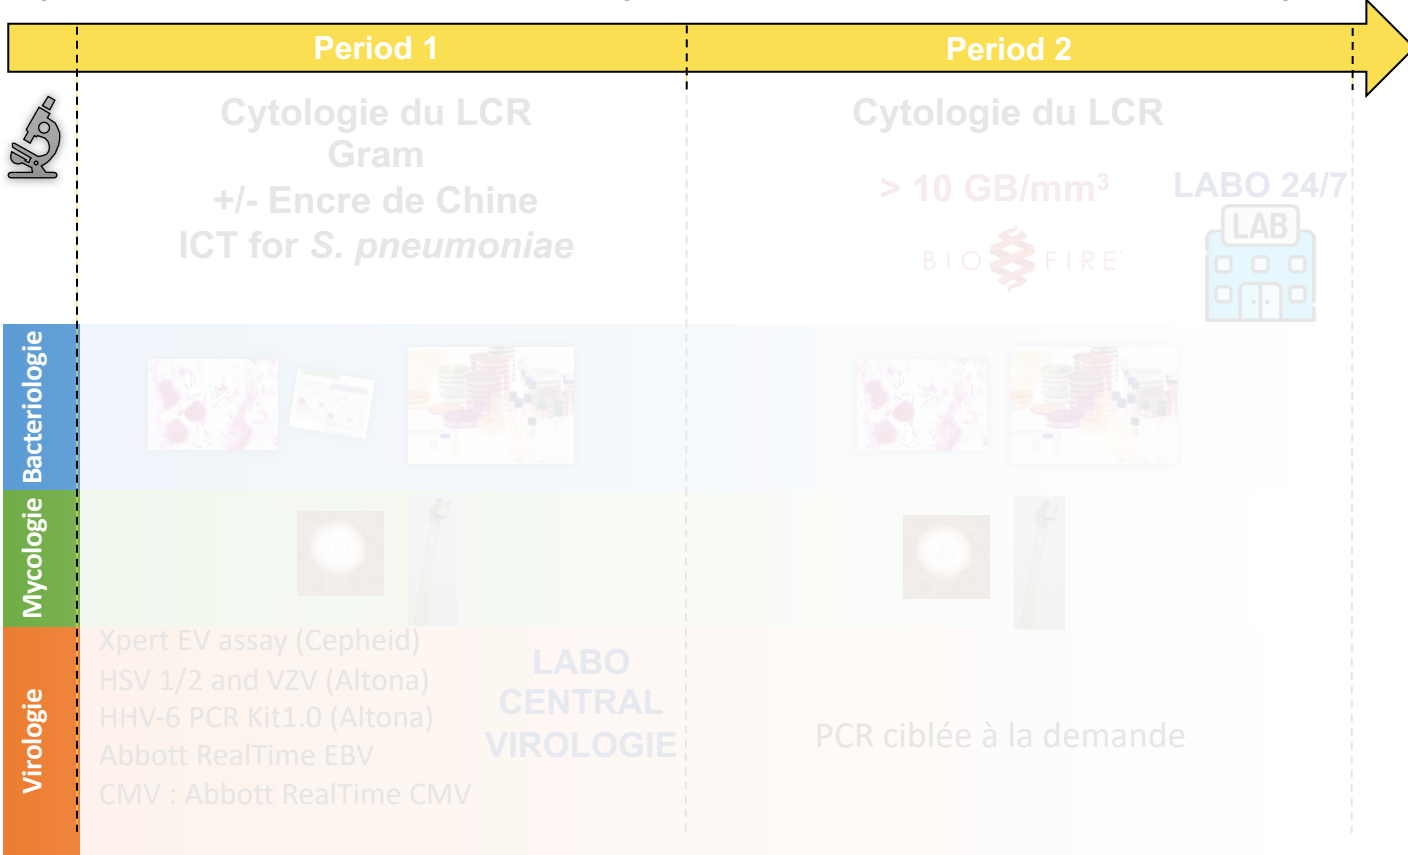 Period 1
Period 2
Cytologie du LCR
Gram
+/- Encre de Chine
ICT for S. pneumoniae
Cytologie du LCR
> 10 GB/mm³
LABO 24/7
BIO FIRE
LAB
Bacteriologie
Mycologie
Virologie
Xpert EV assay (Cepheid)
HSV 1/2 and VZV (Altona)
HHV-6 PCR Kit1.0 (Altona)
Abbott RealTime EBV
CMV : Abbott RealTime CMV
LABO
CENTRAL
VIROLOGIE
PCR ciblée à la demande